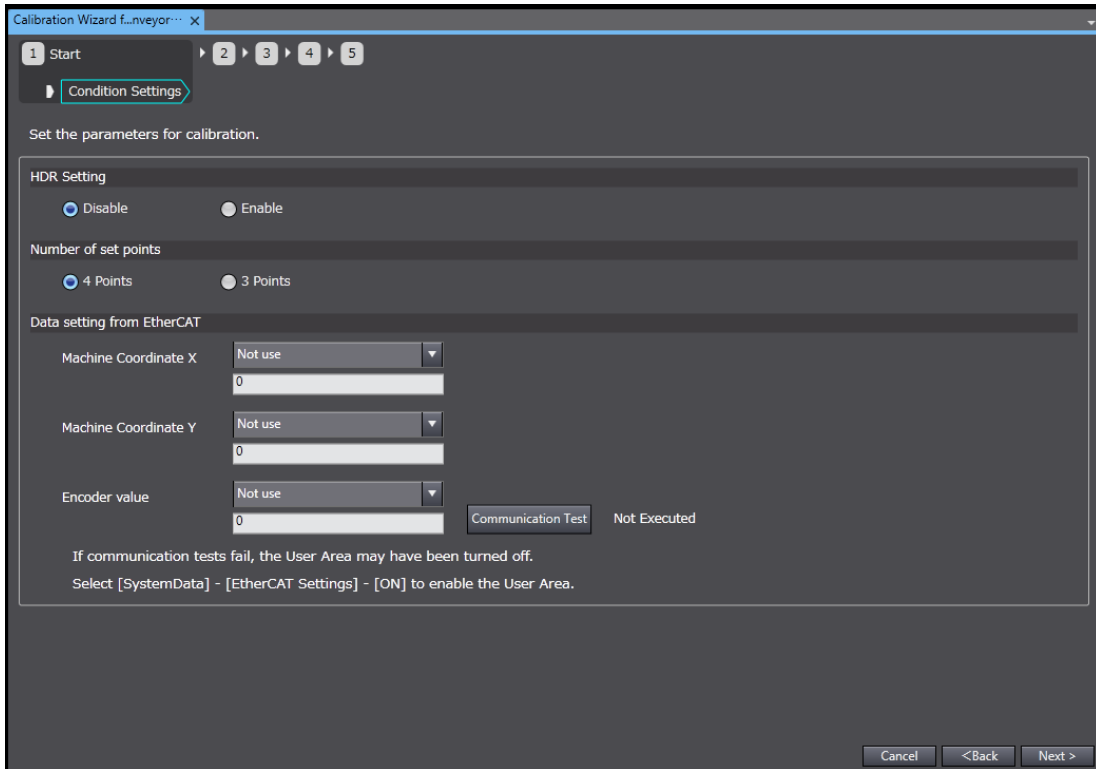 Calibration Wizard f...nveyor···
1 Start 2 3 4 5
Condition Settings
Set the parameters for calibration.
HDR Setting
Disable Enable
Number of set points
4 Points 3 Points
Data setting from EtherCAT
Machine Coordinate X Not use
0
Machine Coordinate Y Not use
0
Encoder value Not use
0 Communication Test Not Executed
If communication tests fail, the User Area may have been turned off.
Select [SystemData] - [EtherCAT Settings] - [ON] to enable the User Area.
Cancel <Back Next >